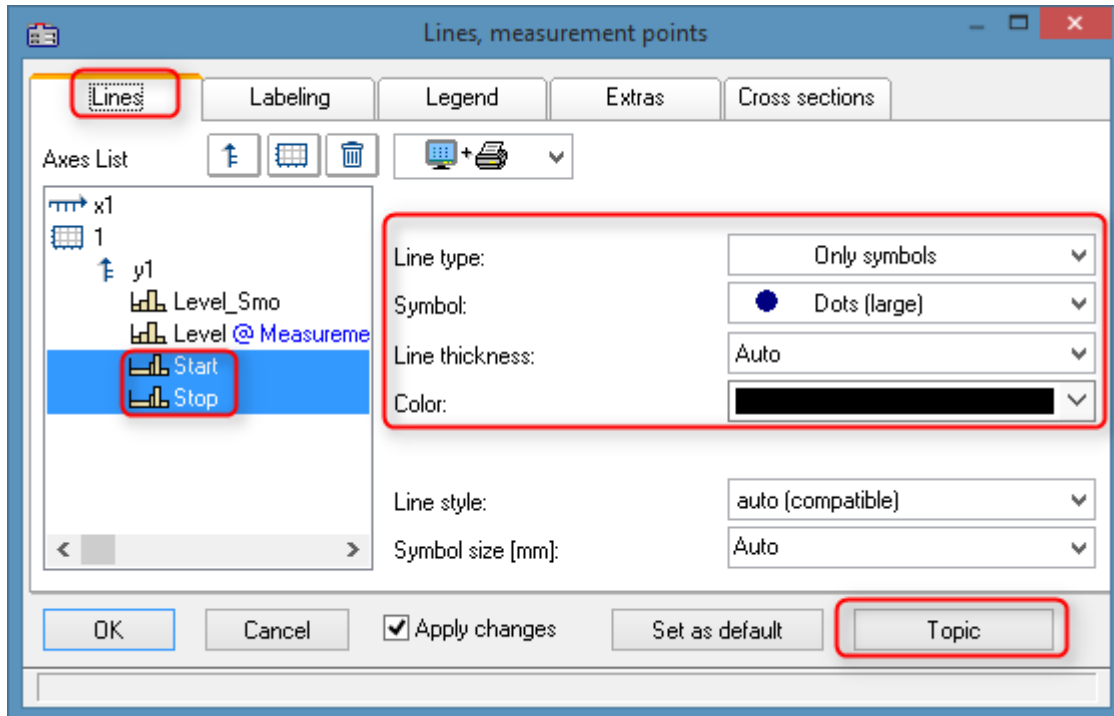 Lines, measurement points
Lines
Labeling
Legend
Extras
Cross sections
Axes List
x1
1
y1
Level_Smo
Level @ Measureme
Start
Stop
Line type:
Only symbols
Symbol:
Dots (large)
Line thickness:
Auto
Color:
Line style:
auto (compatible)
Symbol size [mm]:
Auto
OK
Cancel
Apply changes
Set as default
Topic